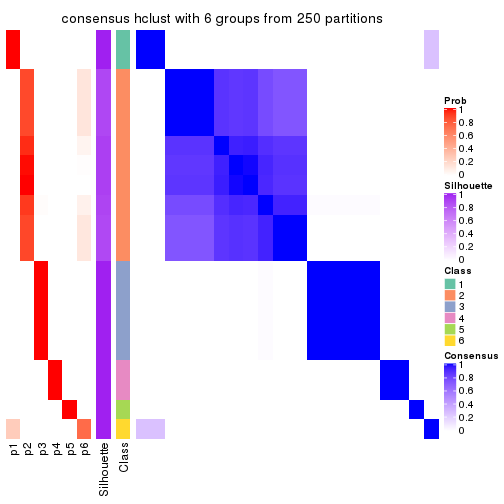 consensus hclust with 6 groups from 250 partitions
Prob
1
0.8
0.6
0.4
0.2
0
Silhouette
1
0.8
0.6
0.4
0.2
0
Class
1
2
3
4
5
6
Consensus
1
0.8
0.6
0.4
0.2
0
p1
p2
p3
p4
p5
p6
Silhouette
Class